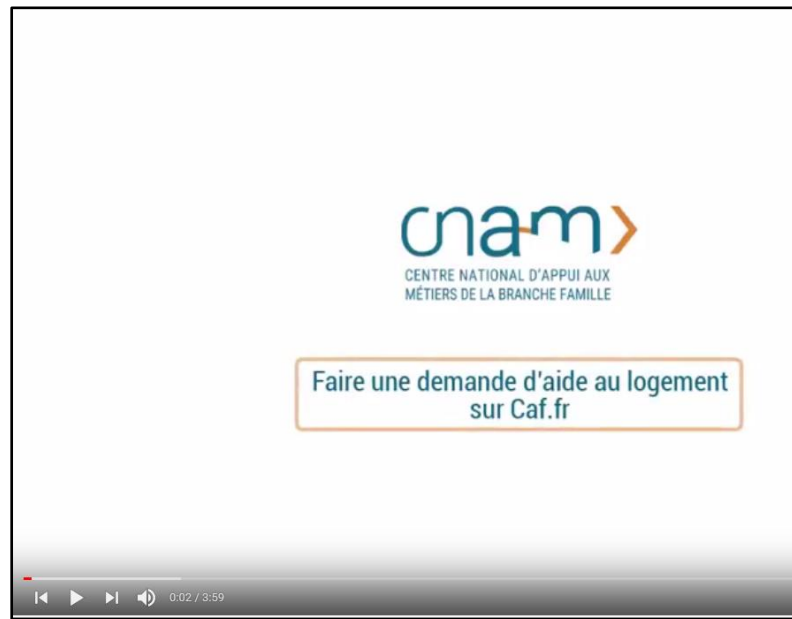 cnam
CENTRE NATIONAL D'APPUI AUX
MÉTIERS DE LA BRANCHE FAMILLE
Faire une demande d'aide au logement
sur Caf.fr
0:02 / 3:59